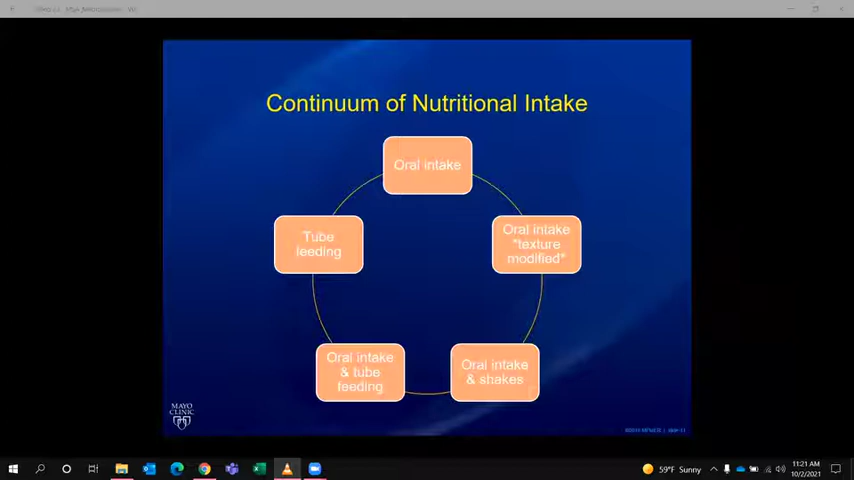 Continuum of Nutritional Intake
Oral intake
Tube
feeding
Oral intake
*texture
modified*
Oral intake
& tube
feeding
Oral intake
& shakes
MAYO
CLINIC
59°F Sunny
11:21 AM
10/2/2021